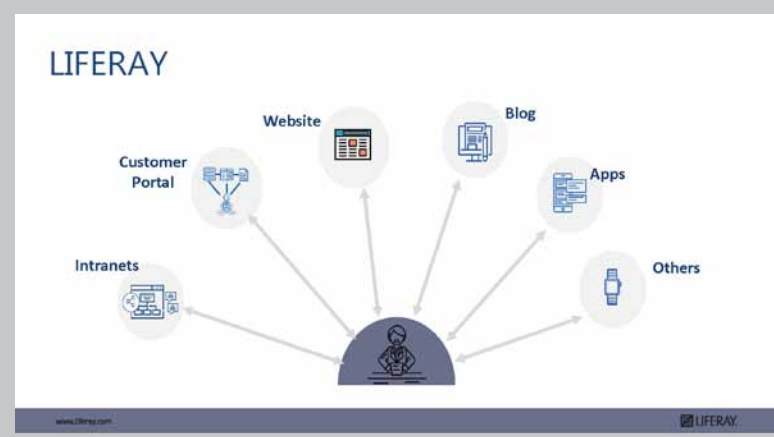 LIFERAY
Website
Blog
Customer
Portal
Apps
Intranets
Others
www.liferay.com
LIFERAY.